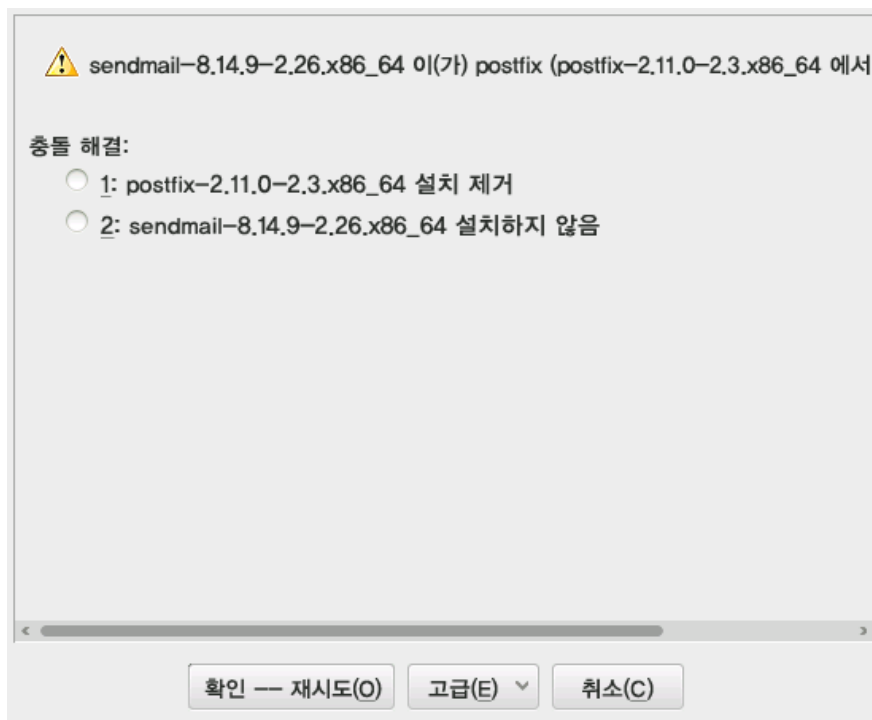 sendmail-8.14.9-2.26.x86_64 이(가) postfix (postfix-2.11.0-2.3.x86_64 에서
충돌 해결:
1: postfix-2.11.0-2.3.x86_64 설치 제거
2: sendmail-8.14.9-2.26.x86_64 설치하지 않음
확인 -- 재시도(O) 고급(E) 취소(C)